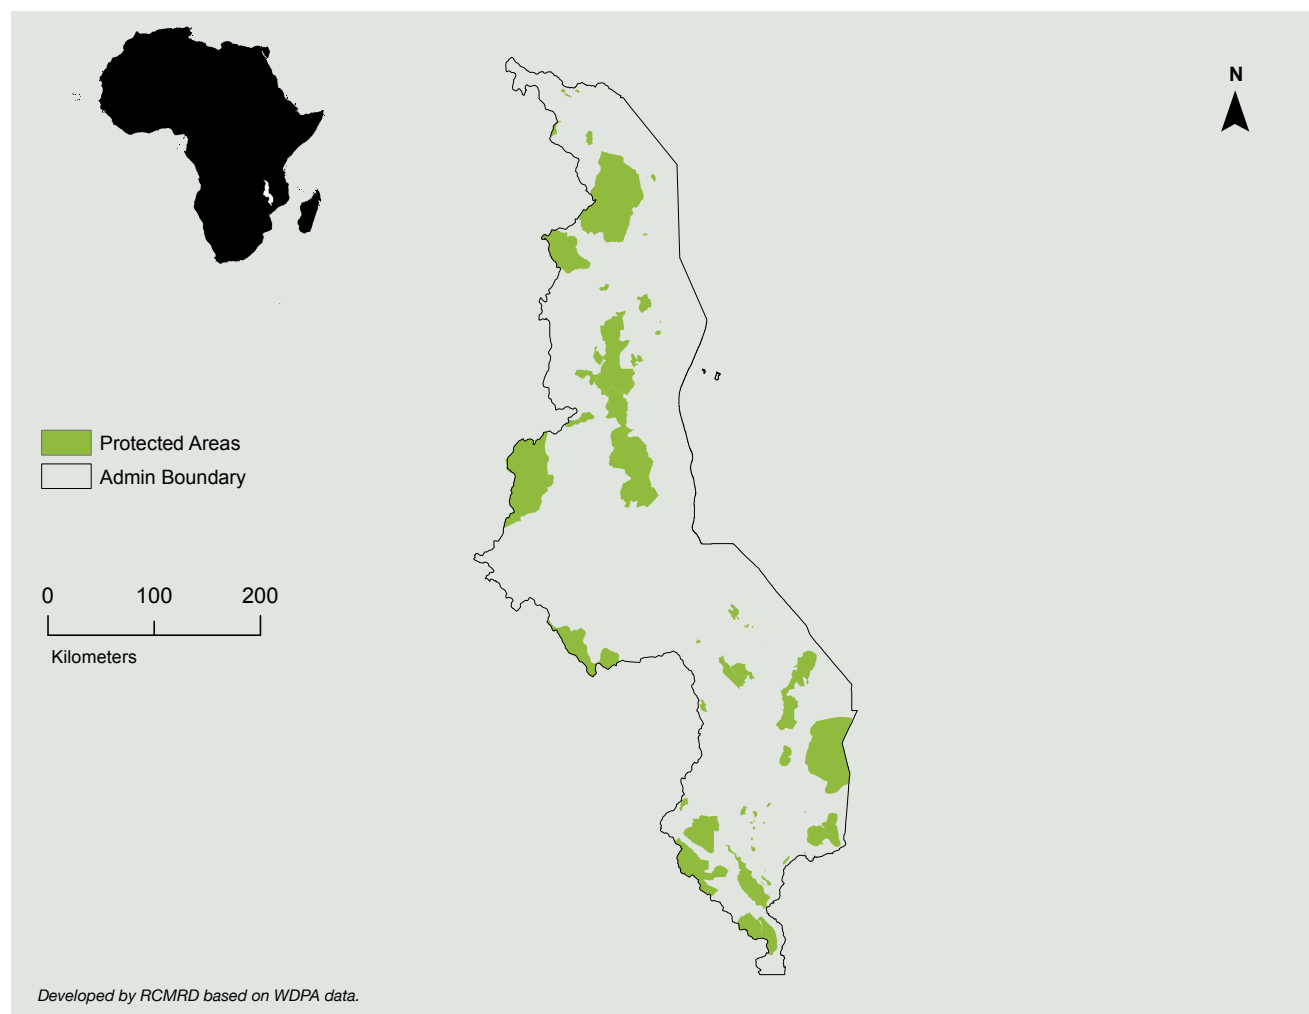 N
Protected Areas
Admin Boundary
0 100 200
Kilometers
Developed by RCMRD based on WDPA data.